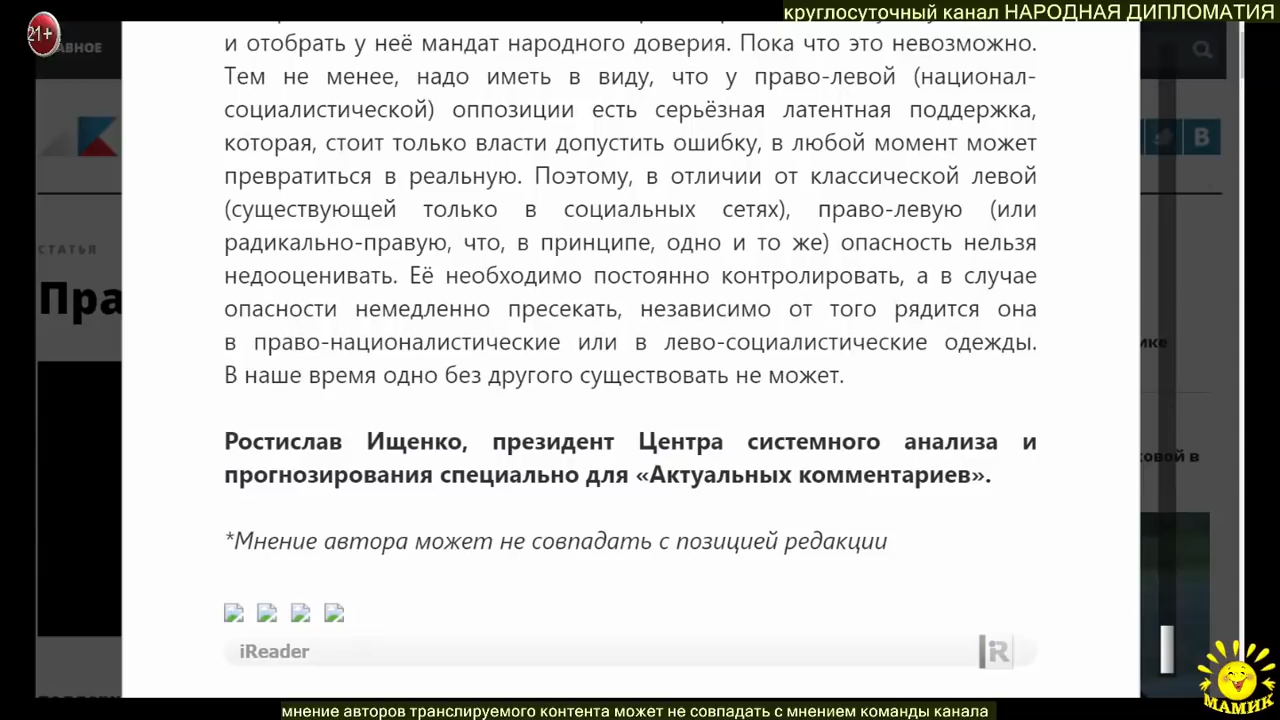 круглосуточный канал НАРОДНАЯ ДИПЛОМАТИЯ
21+
и отобрать у неё мандат народного доверия. Пока что это невозможно.
Тем не менее, надо иметь в виду, что у право-левой (национал-
социалистической) оппозиции есть серьёзная латентная поддержка,
которая, стоит только власти допустить ошибку, в любой момент может
превратиться в реальную. Поэтому, в отличии от классической левой
(существующей только в социальных сетях), право-левую (или
радикально-правую, что, в принципе, одно и то же) опасность нельзя
недооценивать. Её необходимо постоянно контролировать, а в случае
опасности немедленно пресекать, независимо от того рядится она
в право-националистические или в лево-социалистические одежды.
В наше время одно без другого существовать не может.
Ростислав Ищенко, президент Центра системного анализа и
прогнозирования специально для «Актуальных комментариев».
*Мнение автора может не совпадать с позицией редакции
iReader
iR
СТАТЬЯ
Пра
В
ике
овой в
МАМИК
мнение авторов транслируемого контента может не совпадать с мнением команды канала